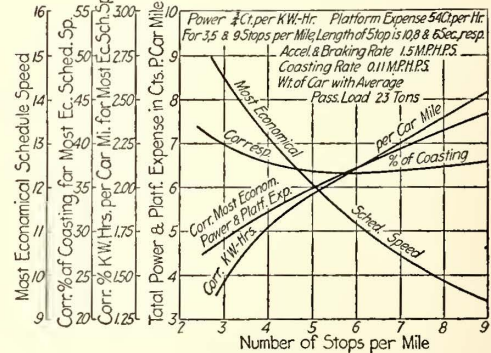 Power ¾ Ct.per KW-Hr. Platform Expense 54Ct.per Hr.
For 3,5 & 9 Stops per Mile, Length of Stop is 10,8 & 6 Sec, resp.
Accel & Braking Rate 1.5 M.P.H.P.S.
Coasting Rate 0.11 M.P.H.P.S.
Wt. of Car with Average
Pass. Load 23 Tons
Most Economical Schedule Speed
Corr. % of Coasting for Most Ec. Sched. Sp.
Corr. % KW. Hrs. per Car Mi. for Most Ec. Sch. Sp.
Total Power & Platf. Expense in Cts. P. Car Mile
16 15 14 13 12 11 10 9
55 50 45 40 35 30 25 20
3.00 2.75 2.50 2.25 2.00 1.75 1.50 1.25
10 9 8 7 6 5 4 3
Most Economical
Sched. Speed
Corresp.
% of Coasting
Corr. Most Econom.
Power & Platf. Exp.
per Car Mile
Corr. KW-Hrs.
2 3 4 5 6 7 8 9
Number of Stops per Mile